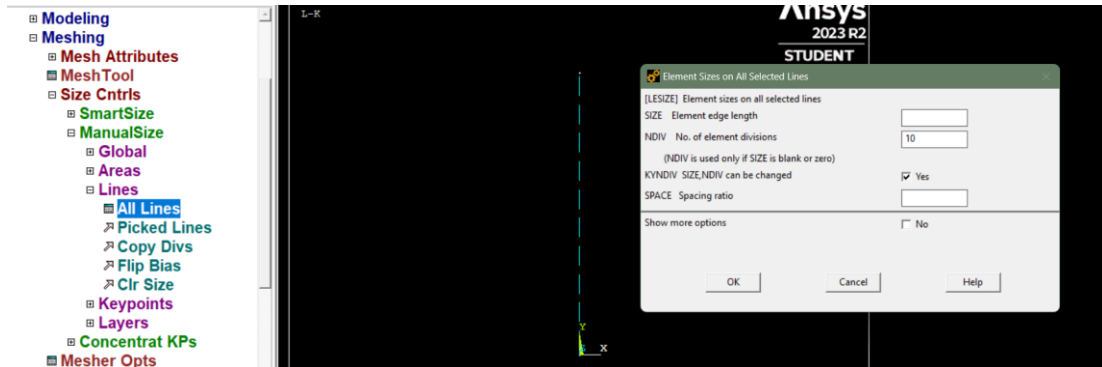 Modeling
Meshing
Mesh Attributes
MeshTool
Size Cntrls
SmartSize
ManualSize
Global
Areas
Lines
All Lines
Picked Lines
Copy Divs
Flip Bias
Clr Size
Keypoints
Layers
Concentrat KPs
Mesher Opts
L-K
Ansys
2023 R2
STUDENT
Y
X
Element Sizes on All Selected Lines
[LESIZE] Element sizes on all selected lines
SIZE Element edge length
NDIV No. of element divisions 10
(NDIV is used only if SIZE is blank or zero)
KYNDIV SIZE,NDIV can be changed Yes
SPACE Spacing ratio
Show more options No
OK Cancel Help